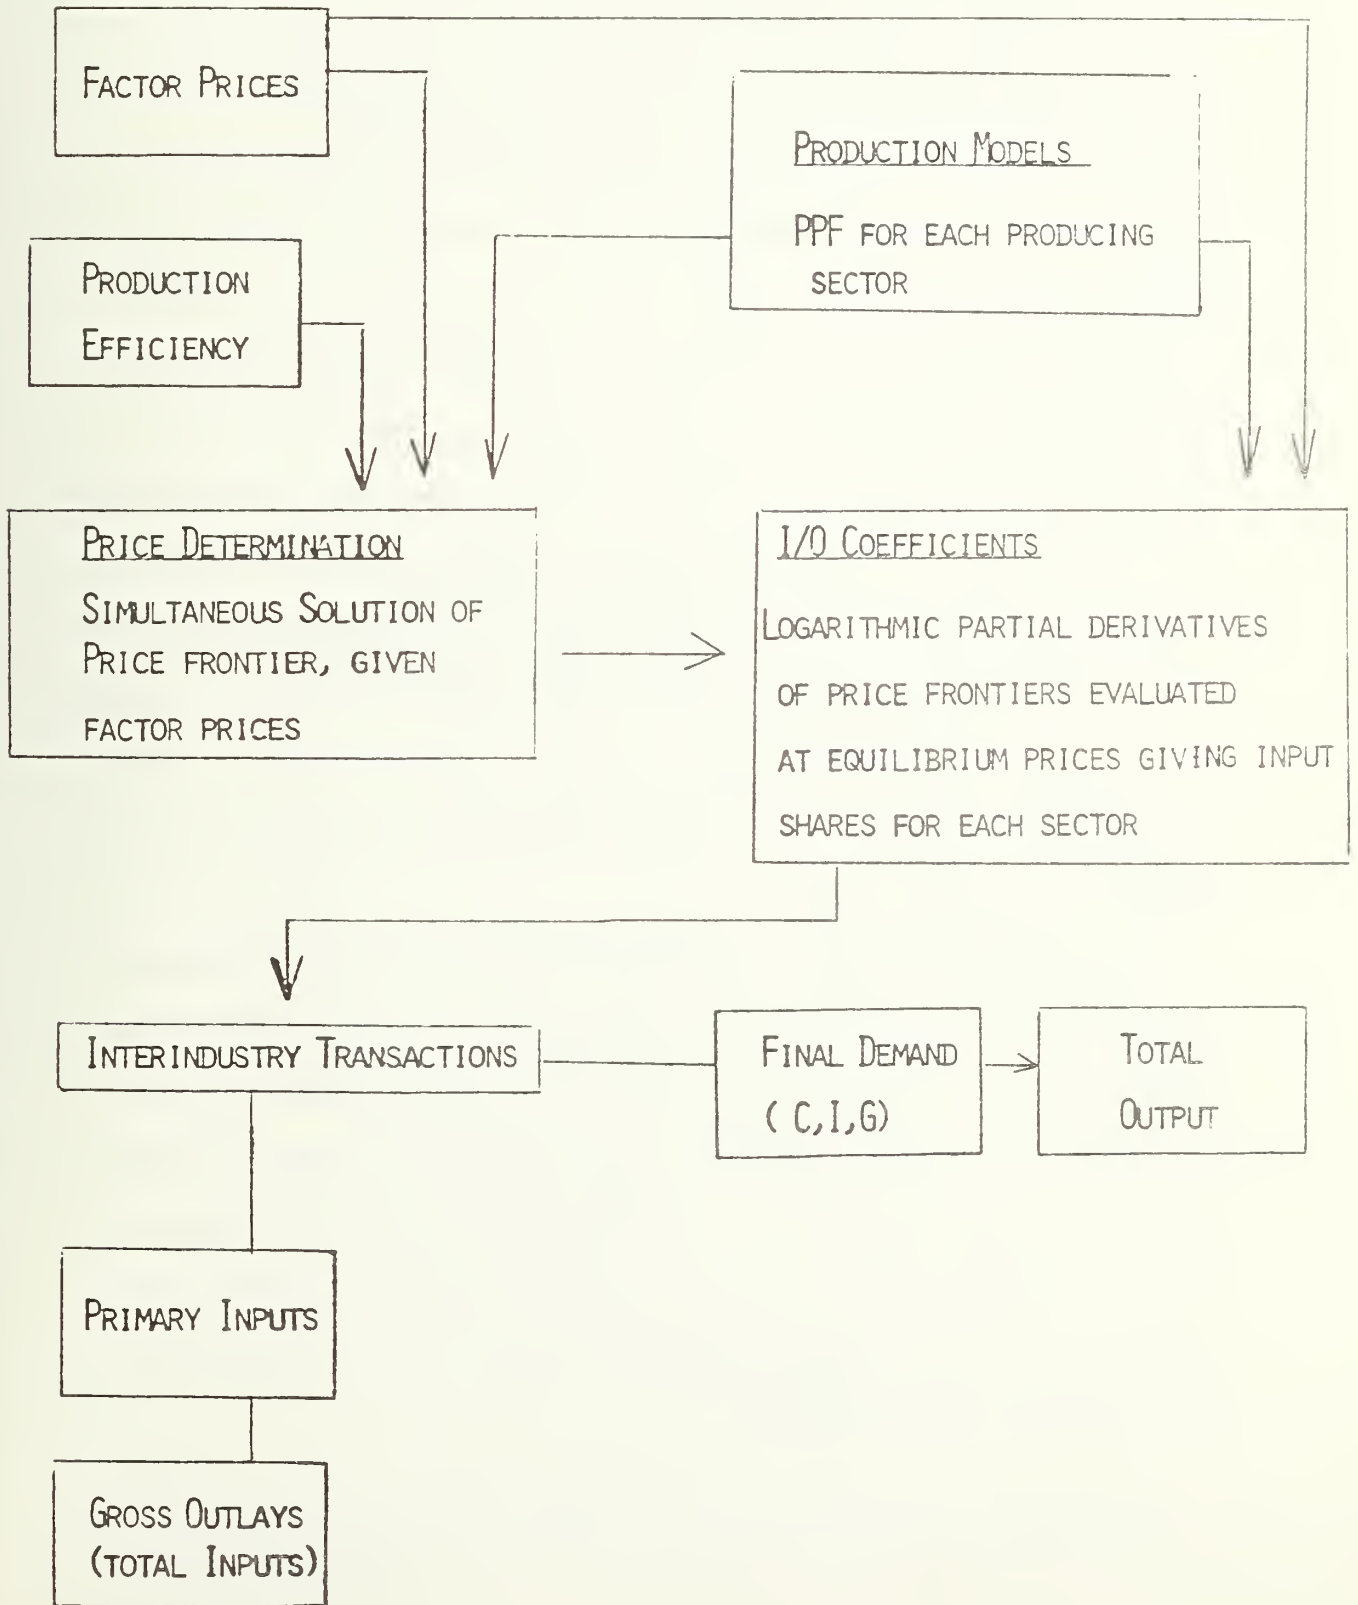 FACTOR PRICES
PRODUCTION MODELS
PPF FOR EACH PRODUCING
SECTOR
PRODUCTION
EFFICIENCY
PRICE DETERMINATION
SIMULTANEOUS SOLUTION OF
PRICE FRONTIER, GIVEN
FACTOR PRICES
I/O COEFFICIENTS
LOGARITHMIC PARTIAL DERIVATIVES
OF PRICE FRONTIERS EVALUATED
AT EQUILIBRIUM PRICES GIVING INPUT
SHARES FOR EACH SECTOR
INTERINDUSTRY TRANSACTIONS
FINAL DEMAND
( C,I,G)
TOTAL
OUTPUT
PRIMARY INPUTS
GROSS OUTLAYS
(TOTAL INPUTS)